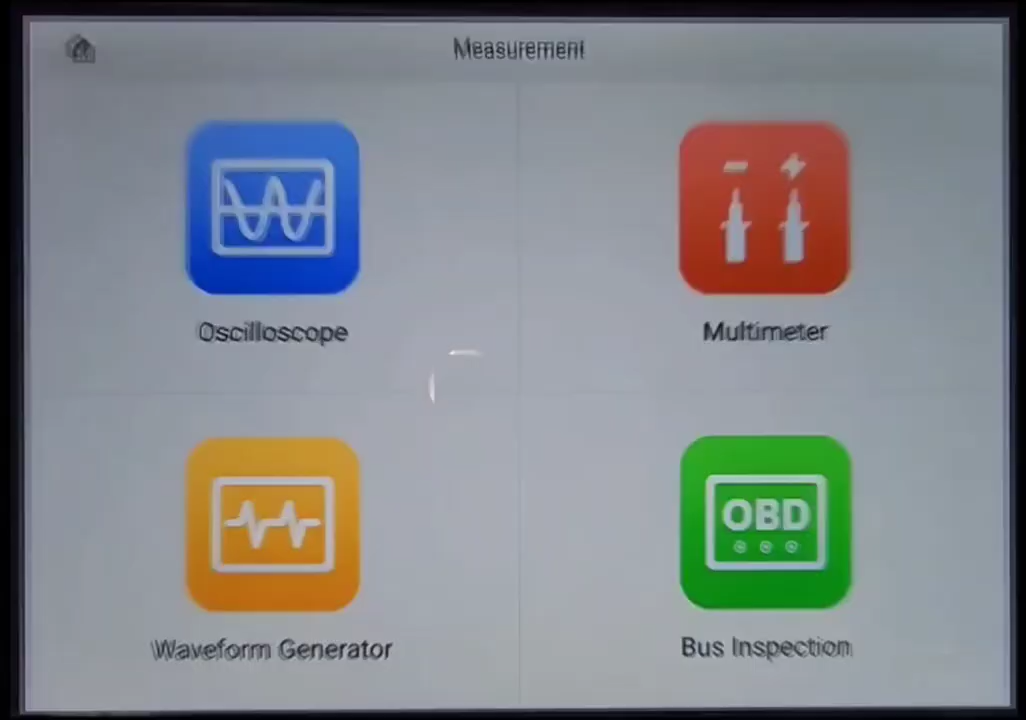 Measurement
Oscilloscope
Multimeter
OBD
Waveform Generator
Bus Inspection